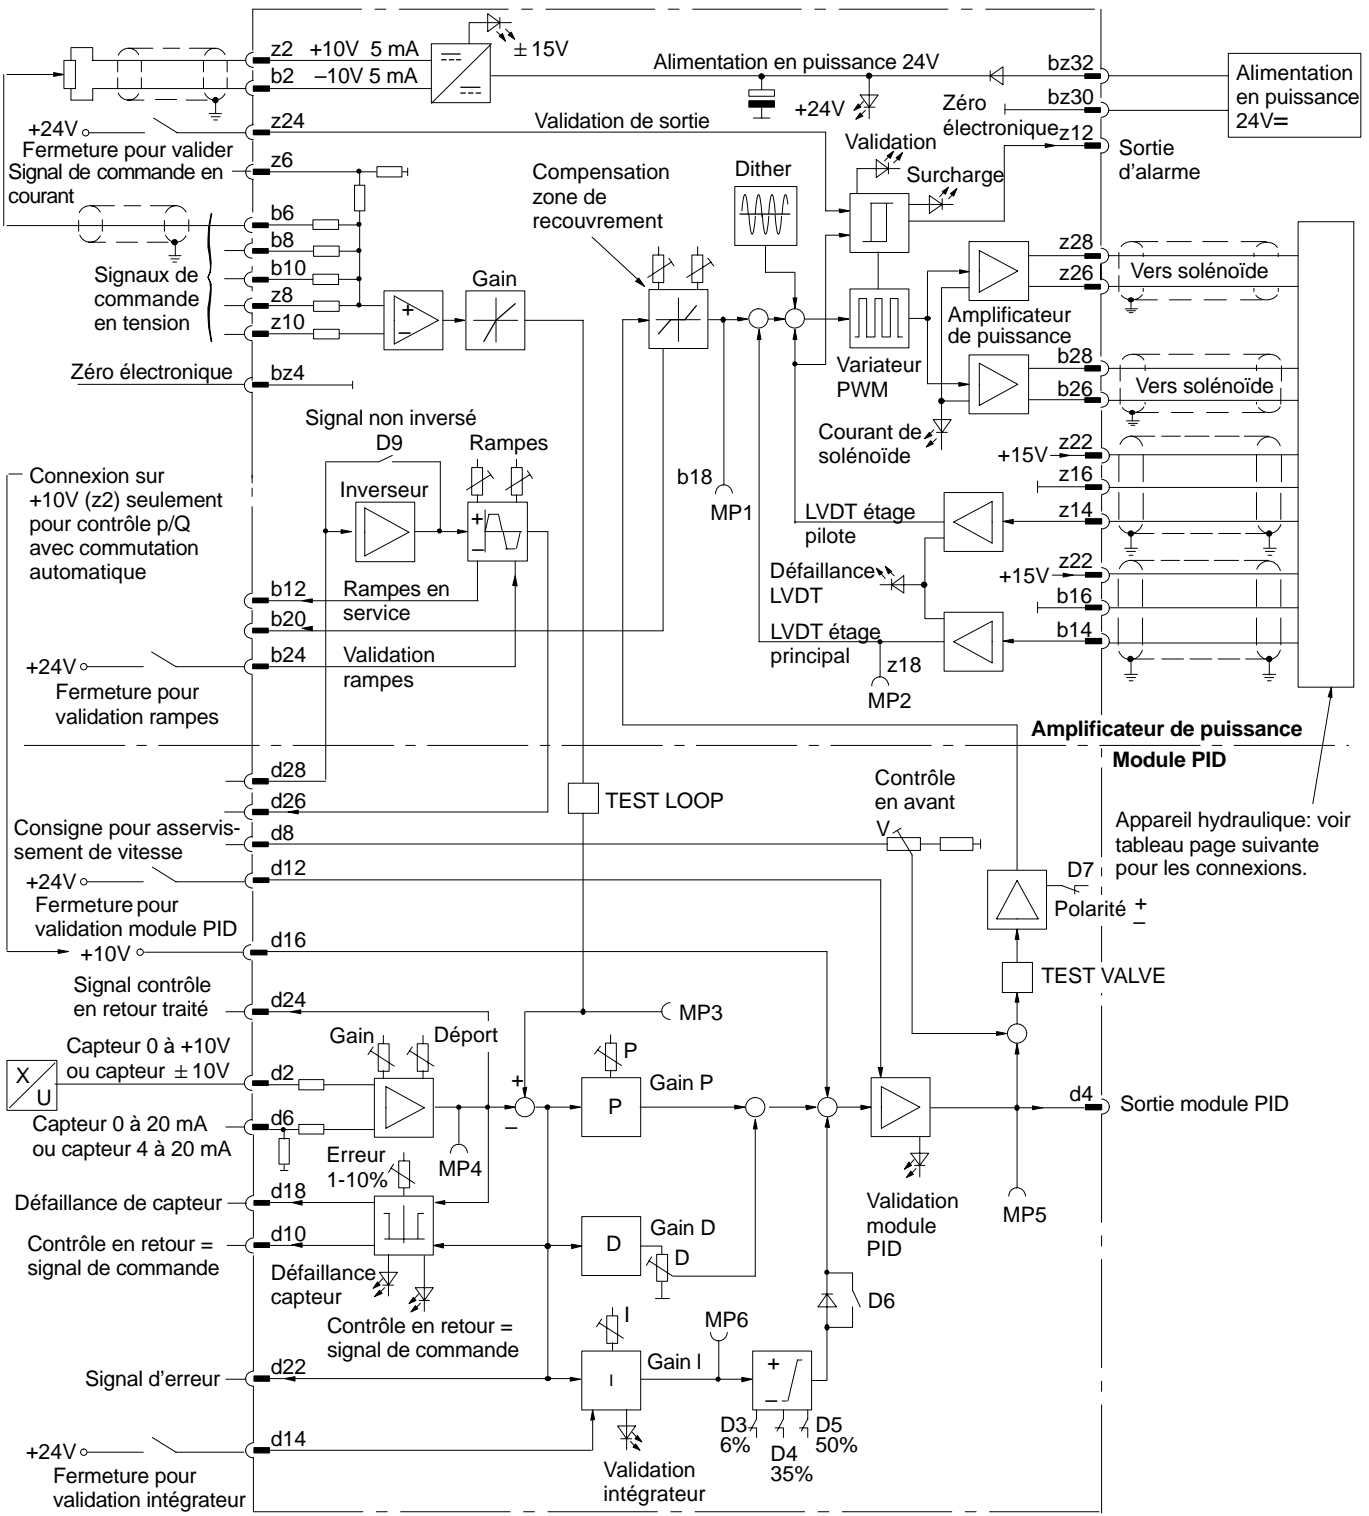 z2 +10V 5 mA
± 15V
b2 –10V 5 mA
Alimentation en puissance 24V
bz32
Alimentation
en puissance
24V=
+24V
bz30
Zéro
électronique
z12
Sortie
d'alarme
+24V
z24
Validation de sortie
Fermeture pour valider
Validation
Surcharge
Signal de commande en
courant
z6
Compensation
zone de
recouvrement
Dither
b6
b8
b10
z8
z10
Signaux de
commande
en tension
Gain
+
–
z28
z26
Vers solénoïde
Amplificateur
de puissance
Variateur
PWM
b28
b26
Vers solénoïde
Zéro électronique
bz4
Signal non inversé
D9
Rampes
Courant de
solénoïde
Connexion sur
+10V (z2) seulement
pour contrôle p/Q
avec commutation
automatique
Inverseur
+
–
b18
MP1
+15V
z22
z16
z14
LVDT étage
pilote
Défaillance
LVDT
+15V
z22
b16
b14
b12
Rampes en
service
b20
LVDT étage
principal
z18
MP2
+24V
b24
Validation
rampes
Fermeture pour
validation rampes
Amplificateur de puissance
Module PID
d28
d26
TEST LOOP
Contrôle
en avant
V
Appareil hydraulique: voir
tableau page suivante
pour les connexions.
Consigne pour asservis-
sement de vitesse
d8
+24V
d12
Fermeture pour
validation module PID
D7
Polarité +
–
+10V
d16
TEST VALVE
Signal contrôle
en retour traité
d24
MP3
Capteur 0 à +10V
ou capteur ± 10V
X
U
d2
Gain
Déport
+
–
P
P
Gain P
d4
Sortie module PID
Capteur 0 à 20 mA
ou capteur 4 à 20 mA
d6
Erreur
1-10%
MP4
MP5
Validation
module
PID
Défaillance de capteur
d18
Contrôle en retour =
signal de commande
d10
D
Gain D
D
Défaillance
capteur
Contrôle en retour =
signal de commande
D6
I
MP6
Signal d'erreur
d22
I
Gain I
+
–
D3
6%
D4
35%
D5
50%
+24V
d14
Fermeture pour
validation intégrateur
Validation
intégrateur